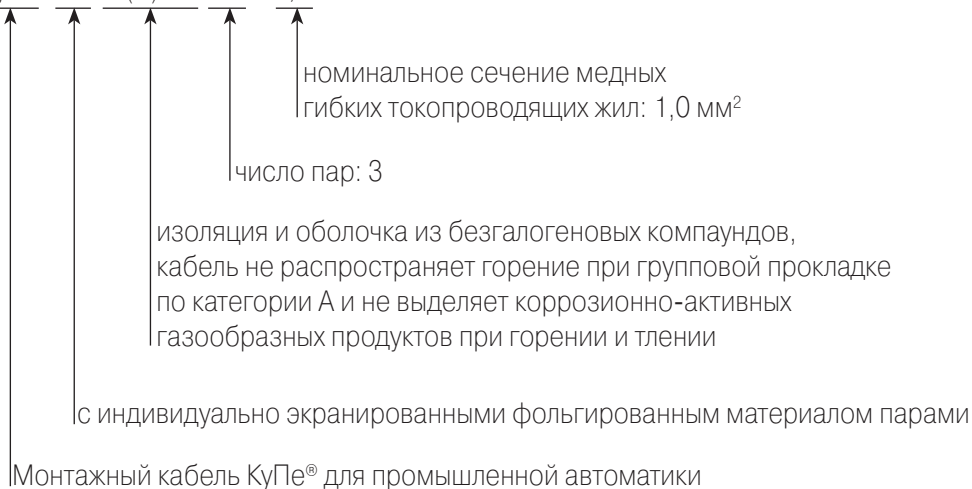 номинальное сечение медных
гибких токопроводящих жил: 1,0 мм²
число пар: 3
изоляция и оболочка из безгалогеновых компаундов,
кабель не распространяет горение при групповой прокладке
по категории А и не выделяет коррозионно-активных
газообразных продуктов при горении и тлении
с индивидуально экранированными фольгированным материалом парами
Монтажный кабель КуПе® для промышленной автоматики